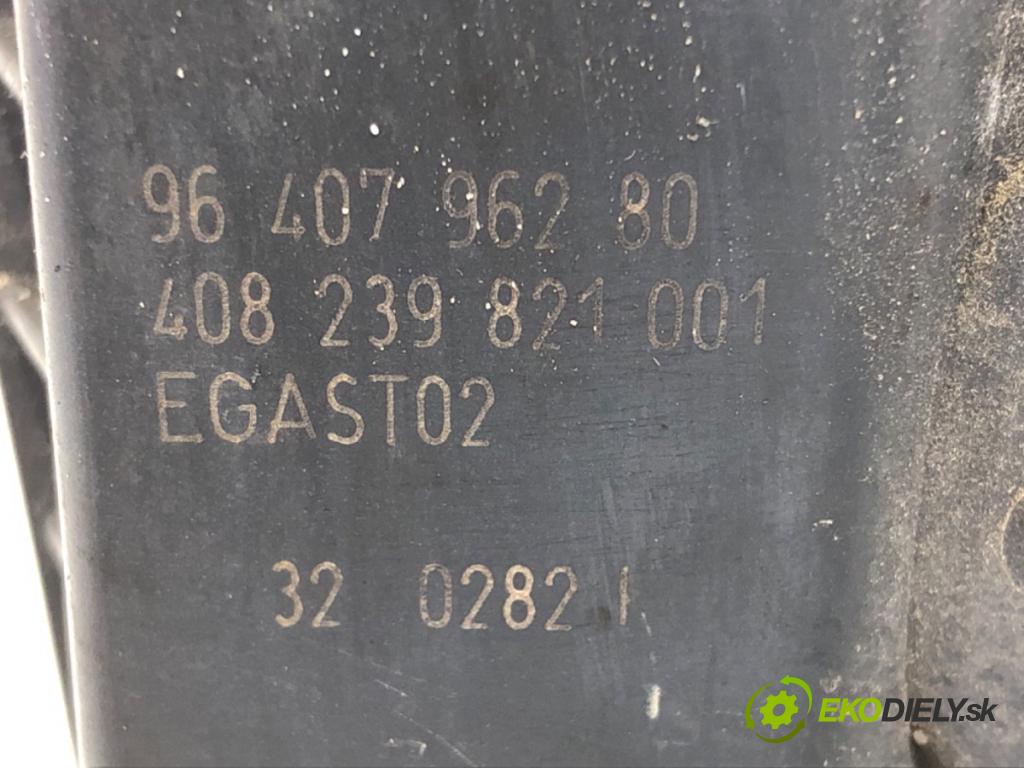 96 407 962 80
408 239 821 001
EGAST02
32 0282 I
EKODIELY.sk